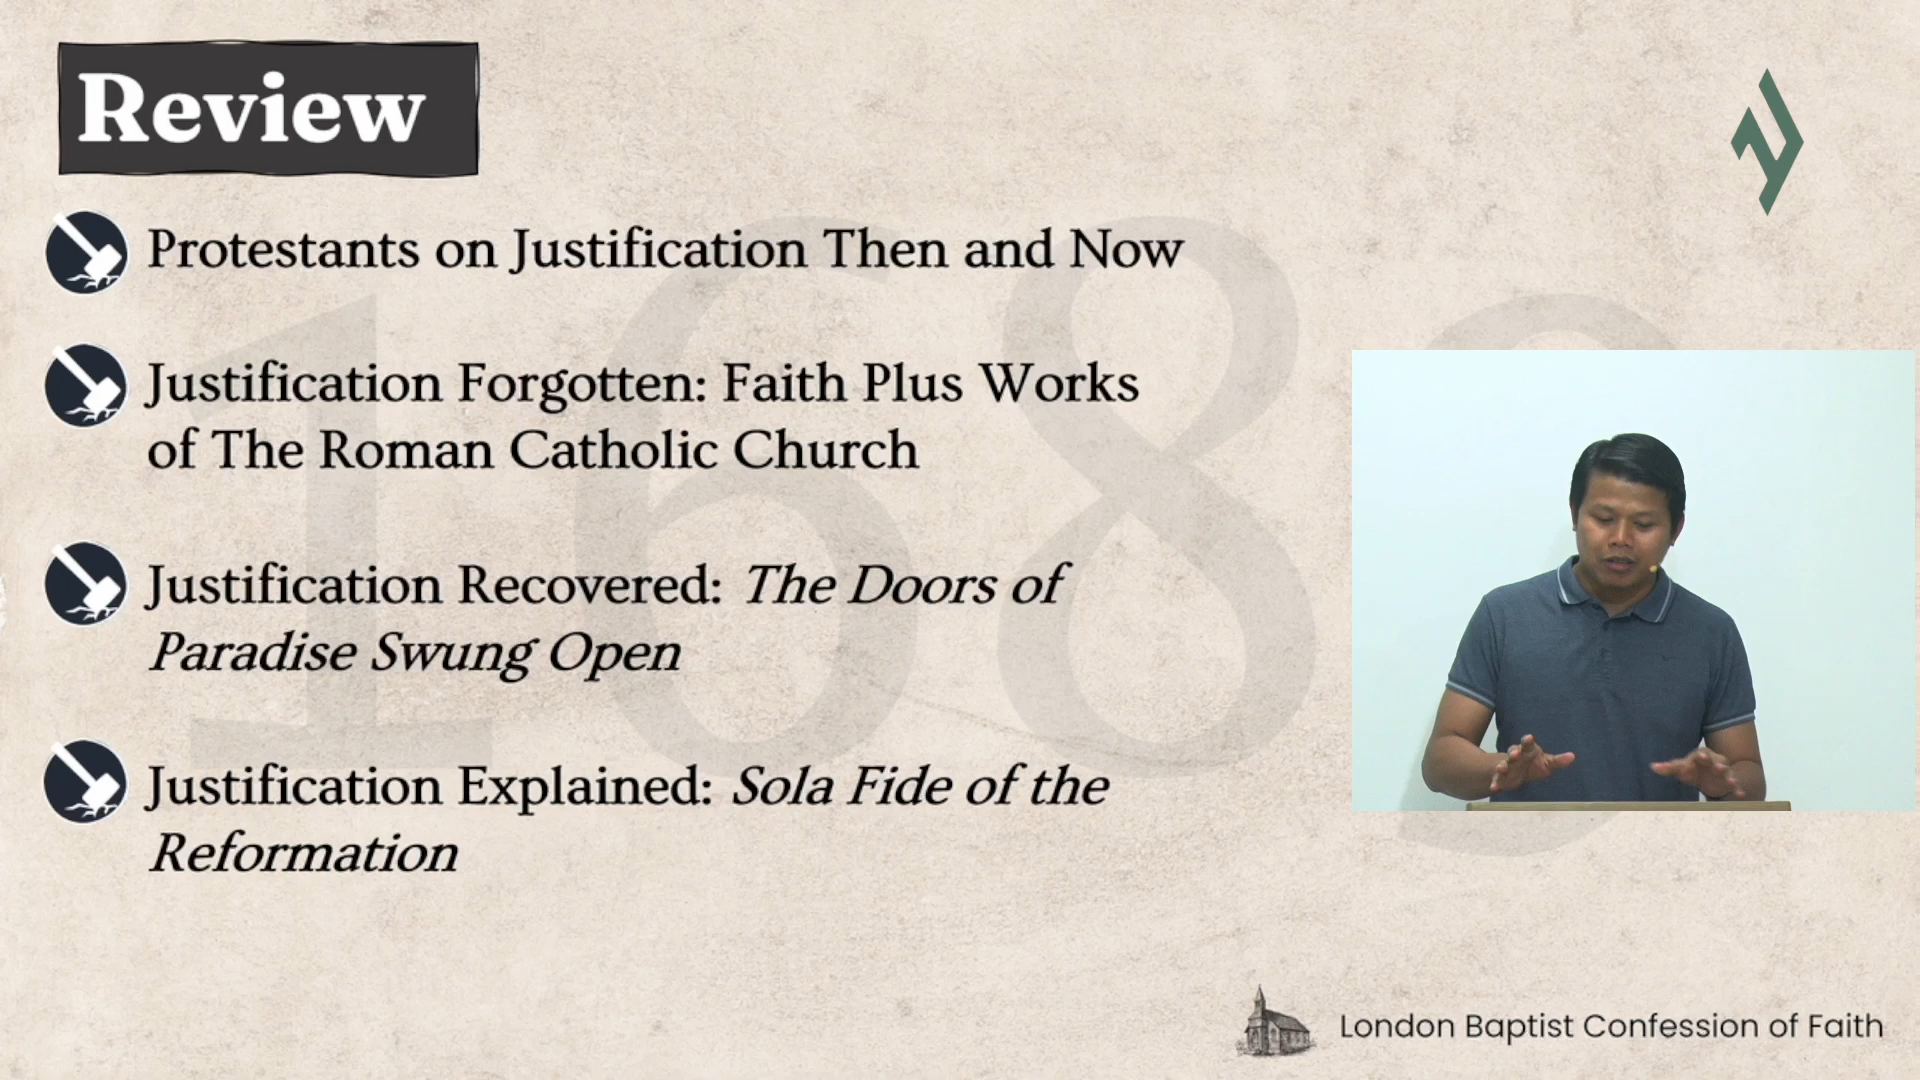 Review
Protestants on Justification Then and Now
Justification Forgotten: Faith Plus Works
of The Roman Catholic Church
Justification Recovered: The Doors of
Paradise Swung Open
Justification Explained: Sola Fide of the
Reformation
168
London Baptist Confession of Faith